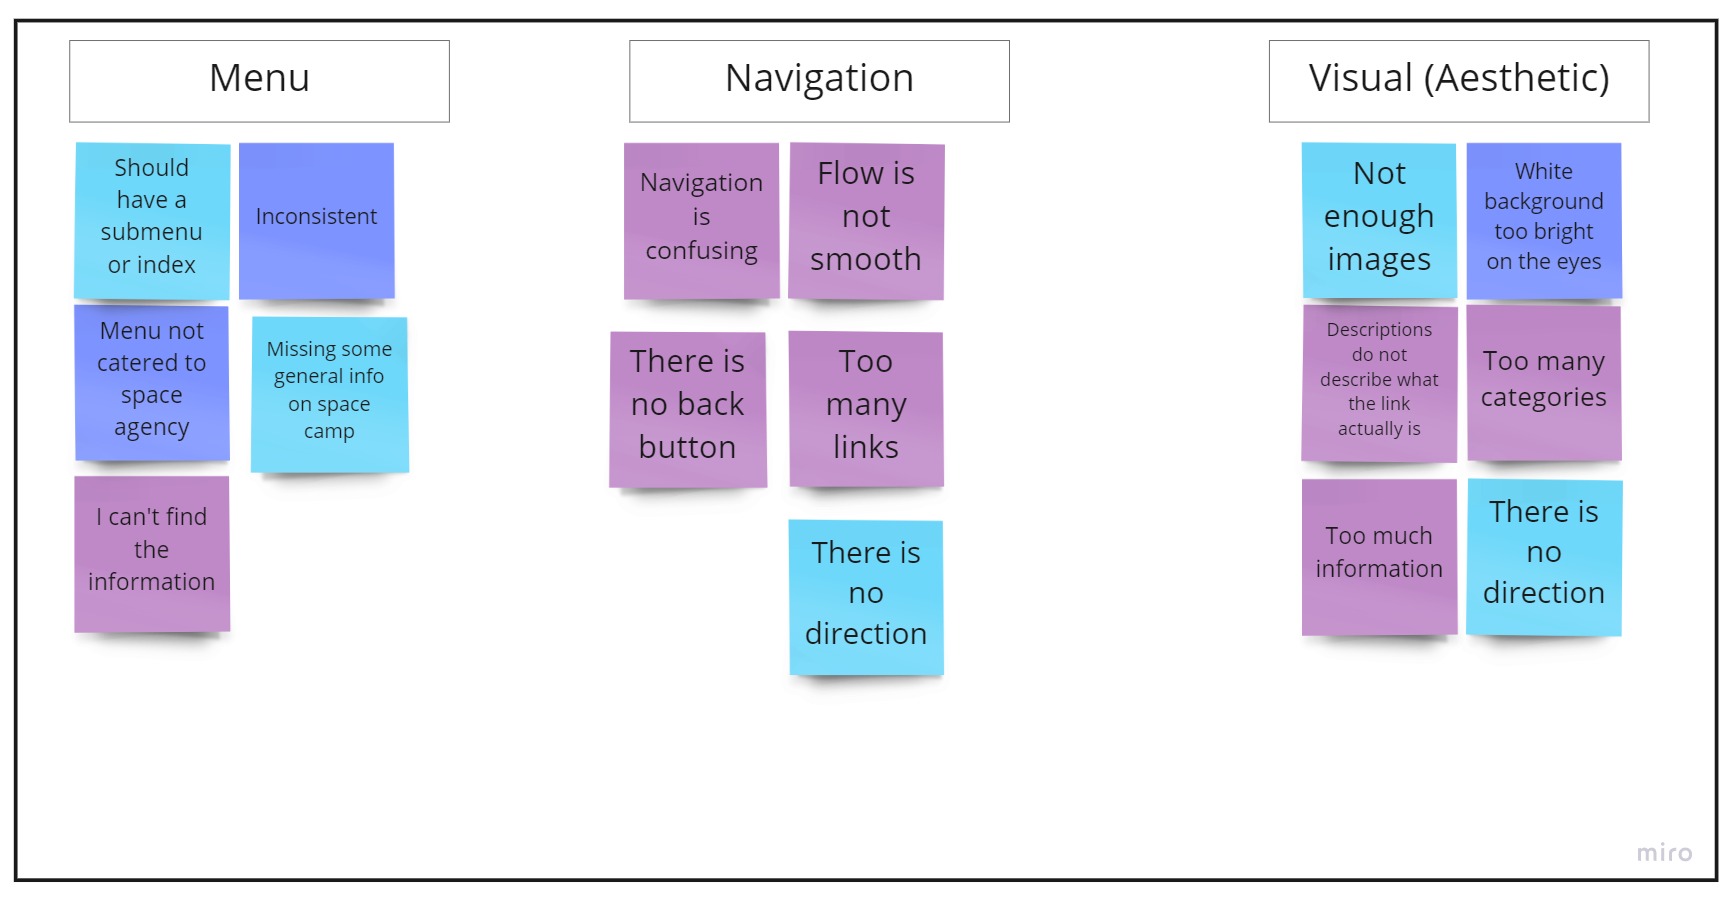 Menu
Should
have a
submenu
or index
Inconsistent
Menu not
catered to
space
agency
Missing some
general info
on space
camp
I can't find
the
information
Navigation
Navigation
is
confusing
Flow is
not
smooth
There is
no back
button
Too
many
links
There is
no
direction
Visual (Aesthetic)
Not
enough
images
White
background
too bright
on the eyes
Descriptions
do not
describe what
the link
actually is
Too many
categories
Too much
information
There is
no
direction
miro